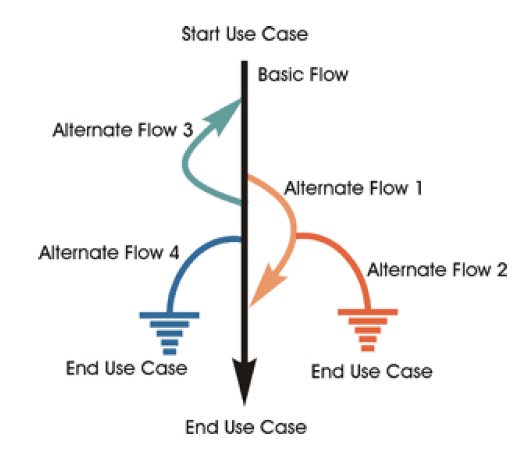 Start Use Case
Basic Flow
Alternate Flow 3
Alternate Flow 1
Alternate Flow 4
Alternate Flow 2
End Use Case
End Use Case
End Use Case